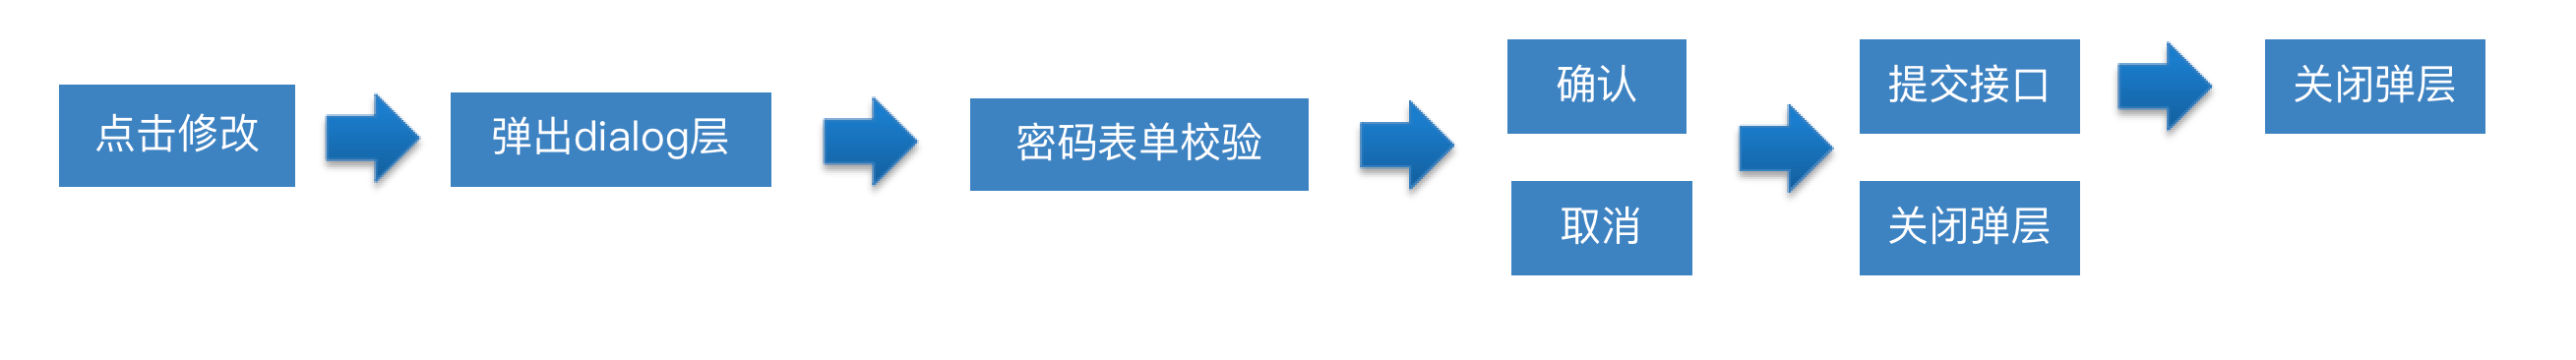 点击修改
弹出dialog层
密码表单校验
确认
取消
提交接口
关闭弹层
关闭弹层